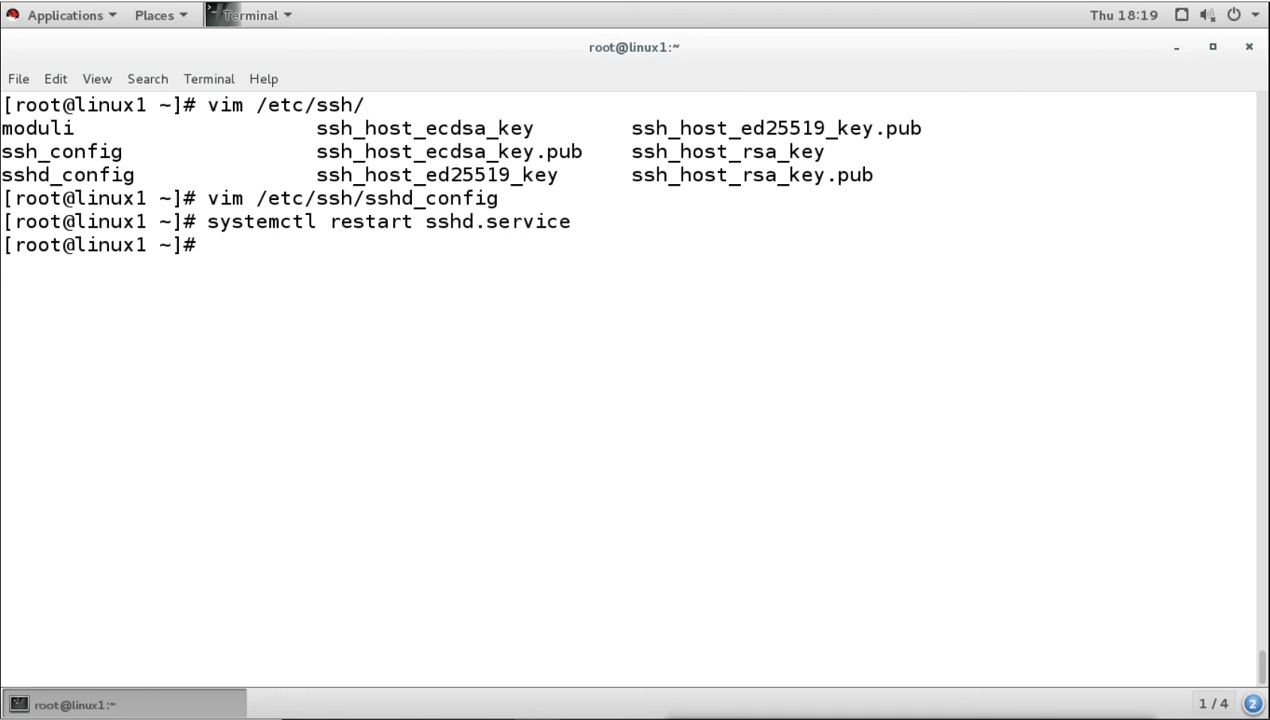 Applications Places Terminal Thu 18:19
root@linux1:~
File Edit View Search Terminal Help
[root@linux1 ~]# vim /etc/ssh/
moduli ssh_host_ecdsa_key ssh_host_ed25519_key.pub
ssh_config ssh_host_ecdsa_key.pub ssh_host_rsa_key
sshd_config ssh_host_ed25519_key ssh_host_rsa_key.pub
[root@linux1 ~]# vim /etc/ssh/sshd_config
[root@linux1 ~]# systemctl restart sshd.service
[root@linux1 ~]#
root@linux1:~ 1 / 4 2